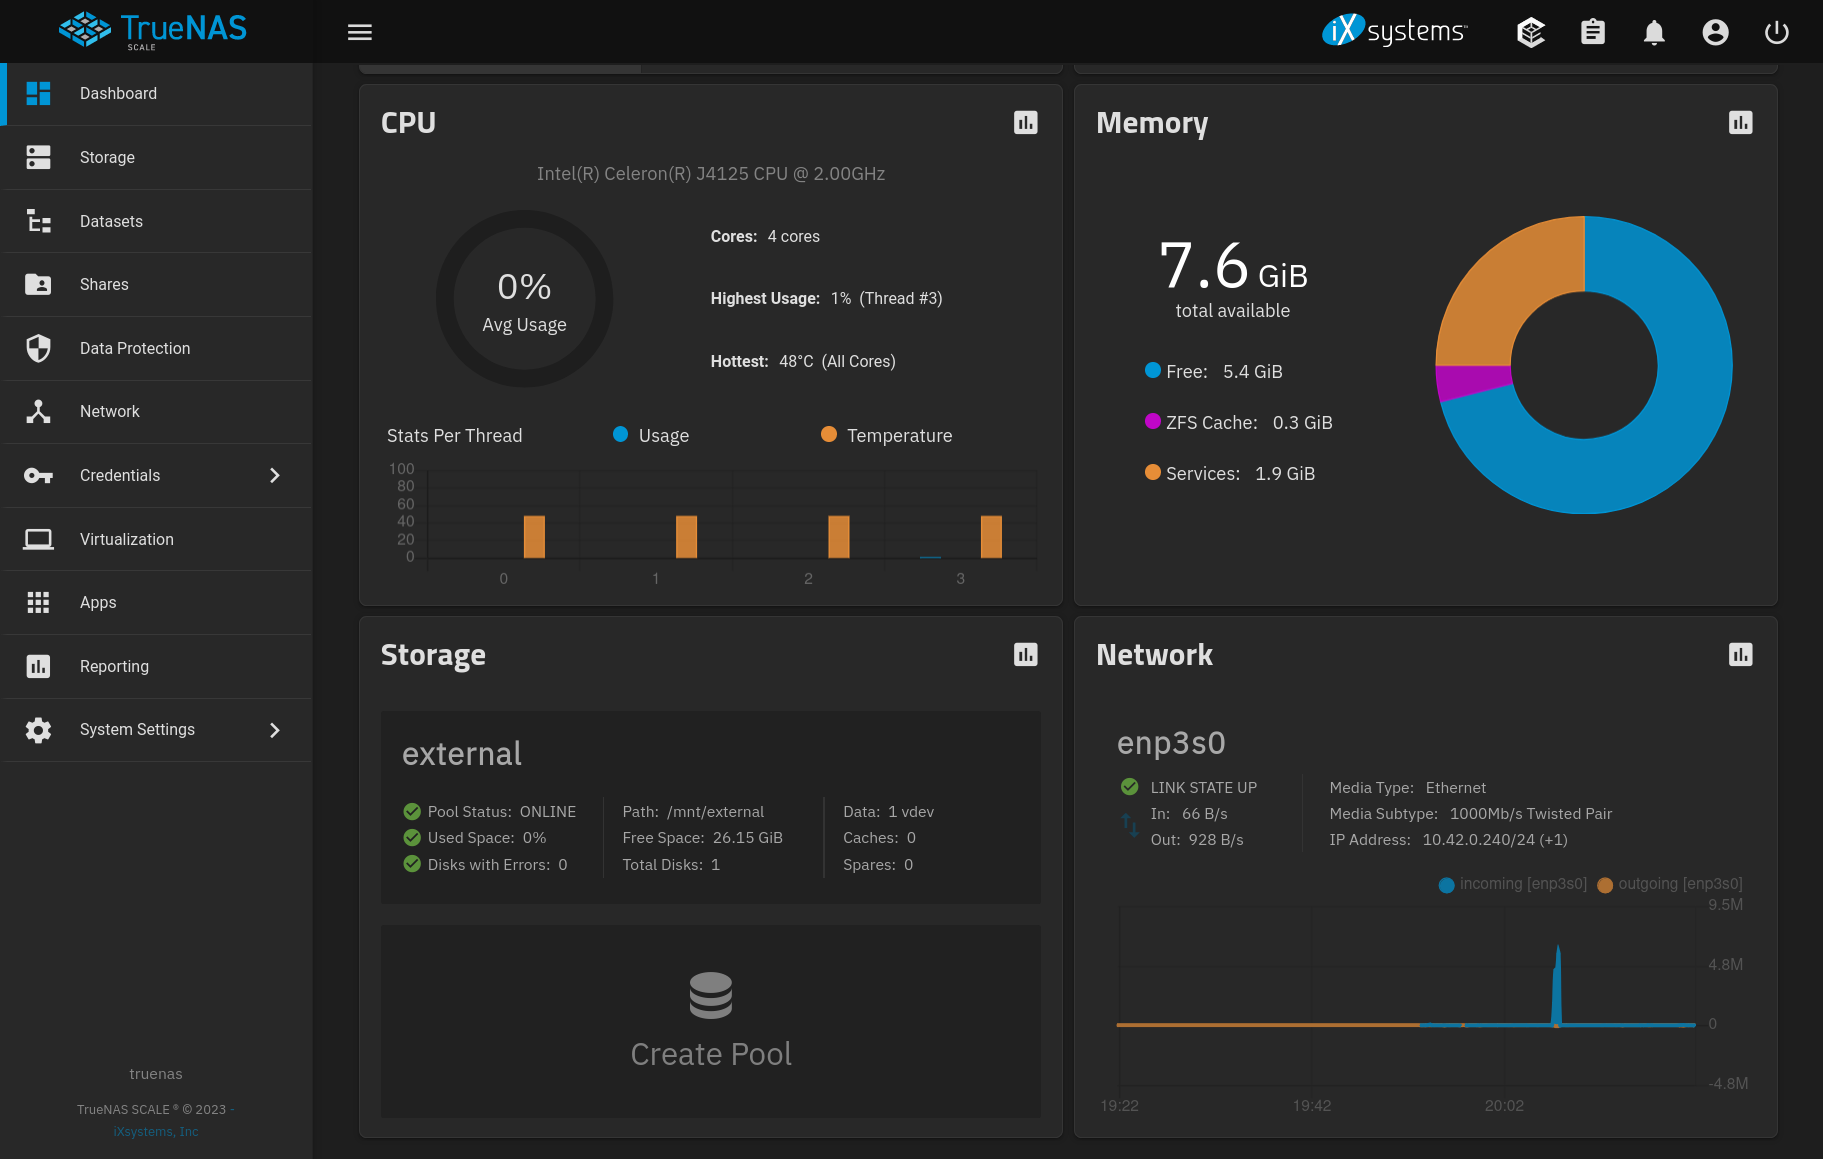 TrueNAS
SCALE
iXsystems™
Dashboard
Storage
Datasets
Shares
Data Protection
Network
Credentials
Virtualization
Apps
Reporting
System Settings
truenas
TrueNAS SCALE ® © 2023 -
iXsystems, Inc
CPU
Intel(R) Celeron(R) J4125 CPU @ 2.00GHz
0%
Avg Usage
Cores: 4 cores
Highest Usage: 1% (Thread #3)
Hottest: 48°C (All Cores)
Stats Per Thread
Usage
Temperature
100
80
60
40
20
0
0 1 2 3
Memory
7.6 GiB
total available
Free: 5.4 GiB
ZFS Cache: 0.3 GiB
Services: 1.9 GiB
Storage
external
Pool Status: ONLINE
Used Space: 0%
Disks with Errors: 0
Path: /mnt/external
Free Space: 26.15 GiB
Total Disks: 1
Data: 1 vdev
Caches: 0
Spares: 0
Create Pool
Network
enp3s0
LINK STATE UP
In: 66 B/s
Out: 928 B/s
Media Type: Ethernet
Media Subtype: 1000Mb/s Twisted Pair
IP Address: 10.42.0.240/24 (+1)
incoming [enp3s0] outgoing [enp3s0]
9.5M
4.8M
0
-4.8M
19:22 19:42 20:02